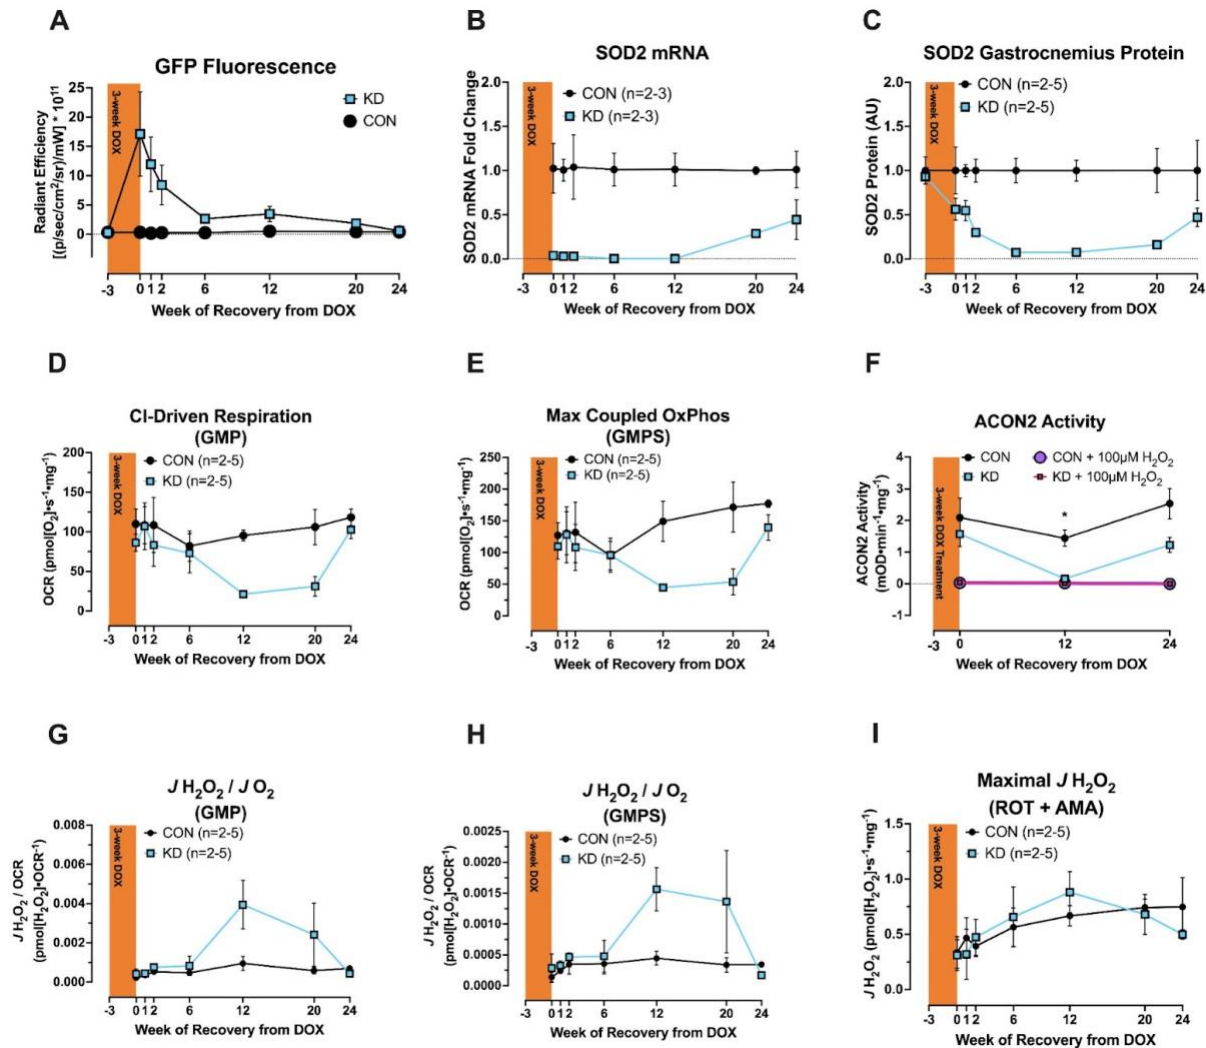 A
GFP Fluorescence
Radiant Efficiency
[(p/sec/cm²/sr)/mW] * 10¹¹
25
20
15
10
5
0
3-week DOX
KD
CON
-3 0 1 2 6 12 20 24
Week of Recovery from DOX
B
SOD2 mRNA
SOD2 mRNA Fold Change
2.0
1.5
1.0
0.5
0.0
3-week DOX
CON (n=2-3)
KD (n=2-3)
-3 0 1 2 6 12 20 24
Week of Recovery from DOX
C
SOD2 Gastrocnemius Protein
SOD2 Protein (AU)
2.0
1.5
1.0
0.5
0.0
3-week DOX
CON (n=2-5)
KD (n=2-5)
-3 0 1 2 6 12 20 24
Week of Recovery from DOX
D
CI-Driven Respiration
(GMP)
OCR (pmol[O₂]•s⁻¹•mg⁻¹)
200
150
100
50
0
3-week DOX
CON (n=2-5)
KD (n=2-5)
-3 0 1 2 6 12 20 24
Week of Recovery from DOX
E
Max Coupled OxPhos
(GMPS)
OCR (pmol[O₂]•s⁻¹•mg⁻¹)
250
200
150
100
50
0
3-week DOX
CON (n=2-5)
KD (n=2-5)
-3 0 1 2 6 12 20 24
Week of Recovery from DOX
F
ACON2 Activity
ACON2 Activity
(mOD•min⁻¹•mg⁻¹)
4
3
2
1
0
-1
3-week DOX Treatment
CON
KD
CON + 100µM H₂O₂
KD + 100µM H₂O₂
*
-3 0 12 24
Week of Recovery from DOX
G
J H₂O₂ / J O₂
(GMP)
J H₂O₂ / OCR
(pmol[H₂O₂]•OCR⁻¹)
0.008
0.006
0.004
0.002
0.000
3-week DOX
CON (n=2-5)
KD (n=2-5)
-3 0 1 2 6 12 20 24
Week of Recovery from DOX
H
J H₂O₂ / J O₂
(GMPS)
J H₂O₂ / OCR
(pmol[H₂O₂]•OCR⁻¹)
0.0025
0.0020
0.0015
0.0010
0.0005
0.0000
3-week DOX
CON (n=2-5)
KD (n=2-5)
-3 0 1 2 6 12 20 24
Week of Recovery from DOX
I
Maximal J H₂O₂
(ROT + AMA)
J H₂O₂ (pmol[H₂O₂]•s⁻¹•mg⁻¹)
1.5
1.0
0.5
0.0
3-week DOX
CON (n=2-5)
KD (n=2-5)
-3 0 1 2 6 12 20 24
Week of Recovery from DOX